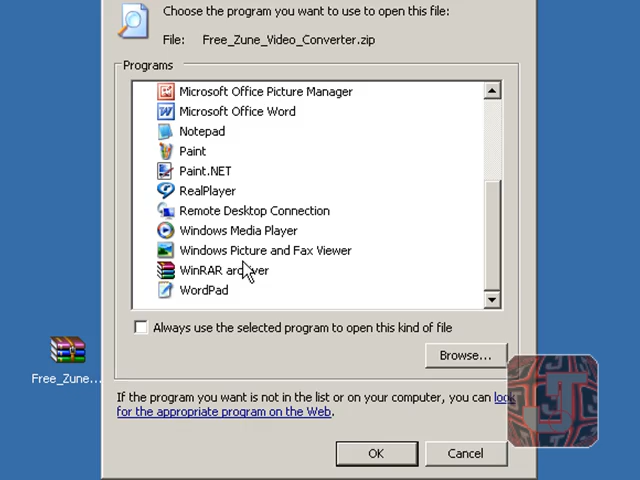 Choose the program you want to use to open this file:
File: Free_Zune_Video_Converter.zip
Programs
Microsoft Office Picture Manager
Microsoft Office Word
Notepad
Paint
Paint.NET
RealPlayer
Remote Desktop Connection
Windows Media Player
Windows Picture and Fax Viewer
WinRAR archiver
WordPad
Always use the selected program to open this kind of file
Browse...
Free_Zune...
If the program you want is not in the list or on your computer, you can look
for the appropriate program on the Web.
OK
Cancel